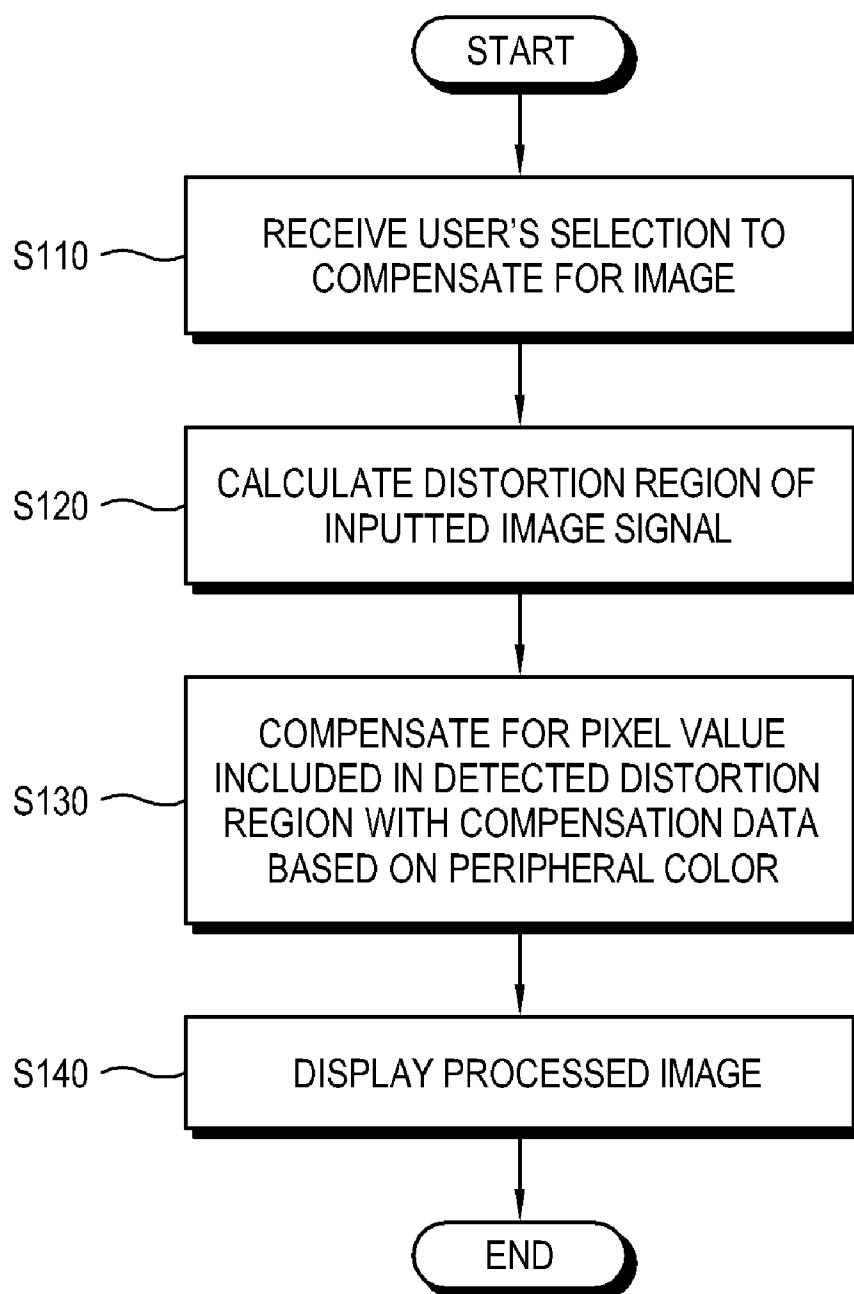 START
S110
RECEIVE USER'S SELECTION TO
COMPENSATE FOR IMAGE
S120
CALCULATE DISTORTION REGION OF
INPUTTED IMAGE SIGNAL
S130
COMPENSATE FOR PIXEL VALUE
INCLUDED IN DETECTED DISTORTION
REGION WITH COMPENSATION DATA
BASED ON PERIPHERAL COLOR
S140
DISPLAY PROCESSED IMAGE
END